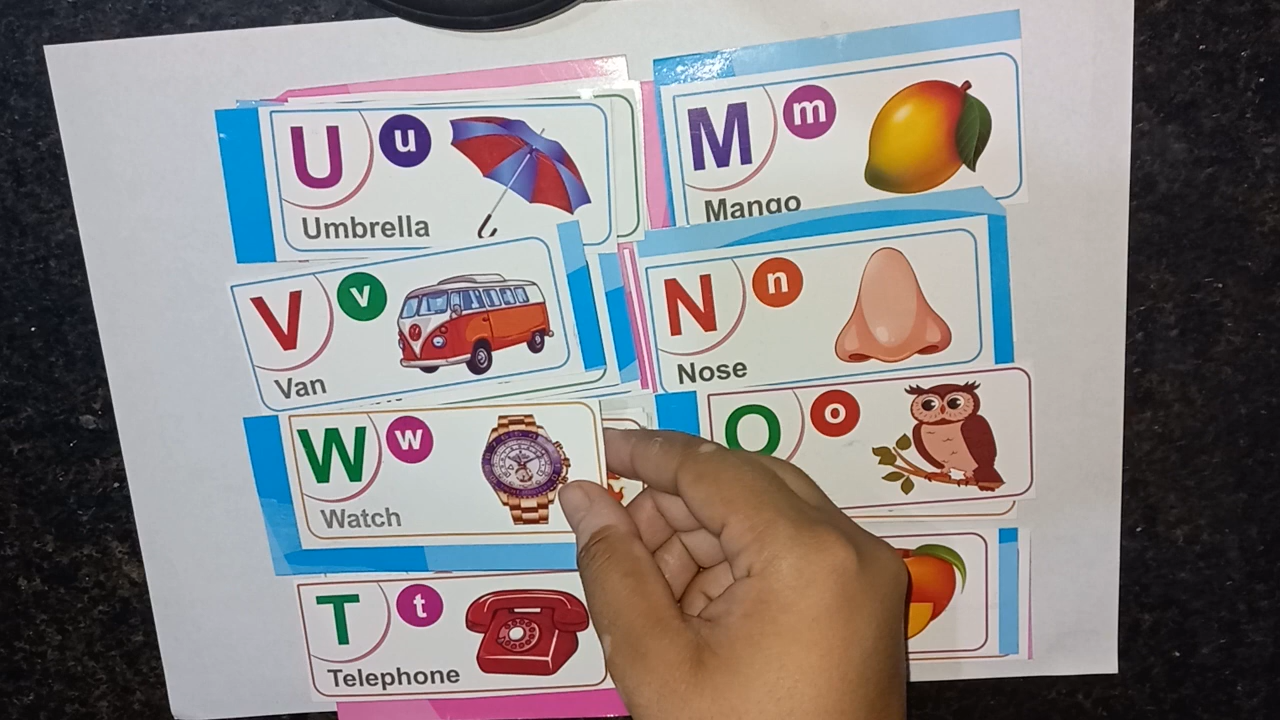 U u
Umbrella
V v
Van
W w
Watch
T t
Telephone
M m
Mango
N n
Nose
O o